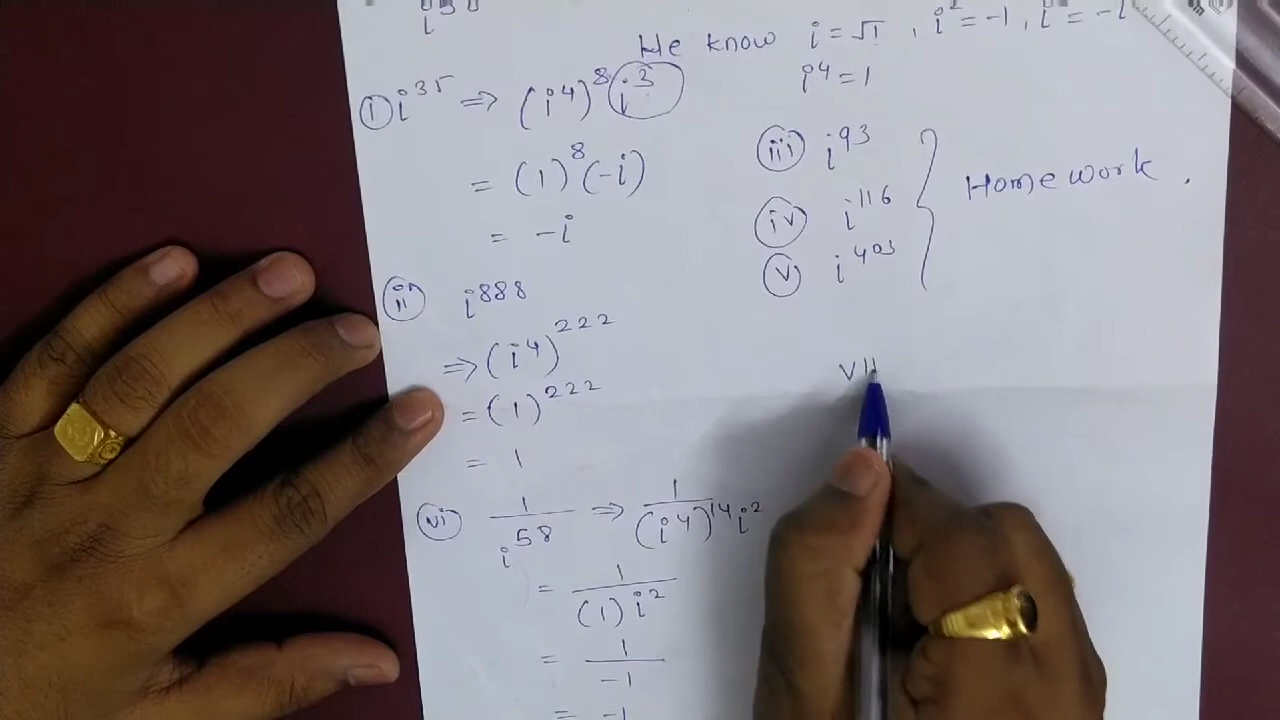 i
We know i = √1 , i² = -1, i³ = -i
i⁴ = 1
① i³⁵ ⇒ (i⁴)⁸ i³
= (1)⁸ (-i)
= -i
ⅱ i⁸⁸⁸
⇒ (i⁴)²²²
= (1)²²²
= 1
vi 1/i⁵⁸ ⇒ 1/(i⁴)¹⁴ i²
= 1/(1) i²
= 1/-1
= -1
iii i⁹³
iv i¹¹⁶
v i⁴⁰³
Homework .
VII